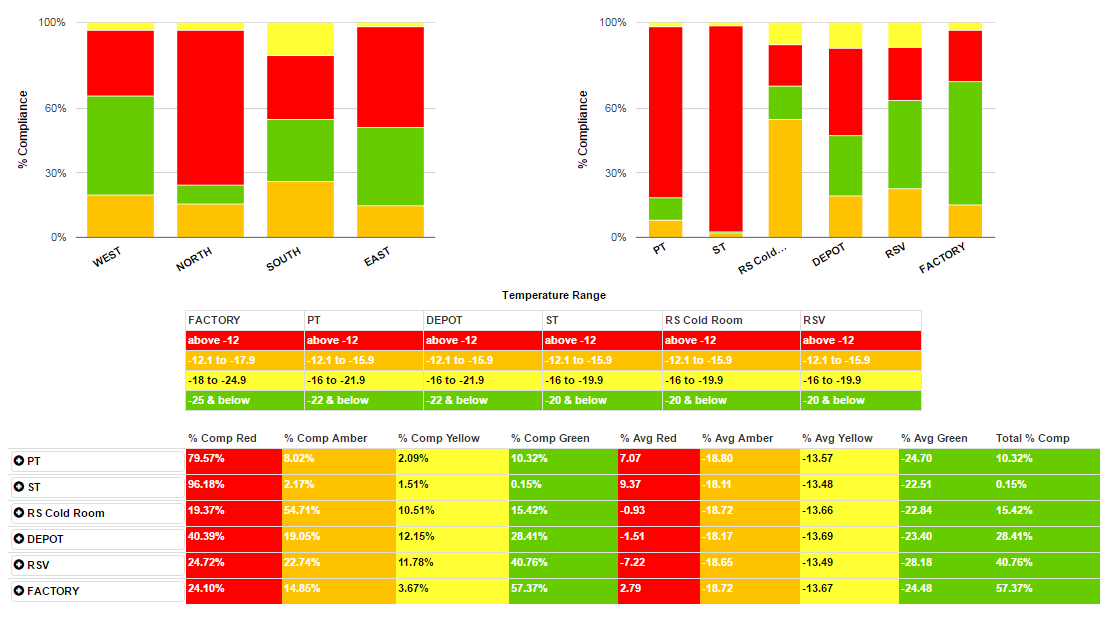 100%
60%
30%
0%
% Compliance
WEST
NORTH
SOUTH
EAST
100%
60%
30%
0%
% Compliance
PT
ST
RS Cold...
DEPOT
RSV
FACTORY
Temperature Range
FACTORY PT DEPOT ST RS Cold Room RSV
above -12 above -12 above -12 above -12 above -12 above -12
-12.1 to -17.9 -12.1 to -15.9 -12.1 to -15.9 -12.1 to -15.9 -12.1 to -15.9 -12.1 to -15.9
-18 to -24.9 -16 to -21.9 -16 to -21.9 -16 to -19.9 -16 to -19.9 -16 to -19.9
-25 & below -22 & below -22 & below -20 & below -20 & below -20 & below
% Comp Red % Comp Amber % Comp Yellow % Comp Green % Avg Red % Avg Amber % Avg Yellow % Avg Green Total % Comp
PT 79.57% 8.02% 2.09% 10.32% 7.07 -18.80 -13.57 -24.70 10.32%
ST 96.18% 2.17% 1.51% 0.15% 9.37 -18.11 -13.48 -22.51 0.15%
RS Cold Room 19.37% 54.71% 10.51% 15.42% -0.93 -18.72 -13.66 -22.84 15.42%
DEPOT 40.39% 19.05% 12.15% 28.41% -1.51 -18.17 -13.69 -23.40 28.41%
RSV 24.72% 22.74% 11.78% 40.76% -7.22 -18.65 -13.49 -28.18 40.76%
FACTORY 24.10% 14.85% 3.67% 57.37% 2.79 -18.72 -13.67 -24.48 57.37%